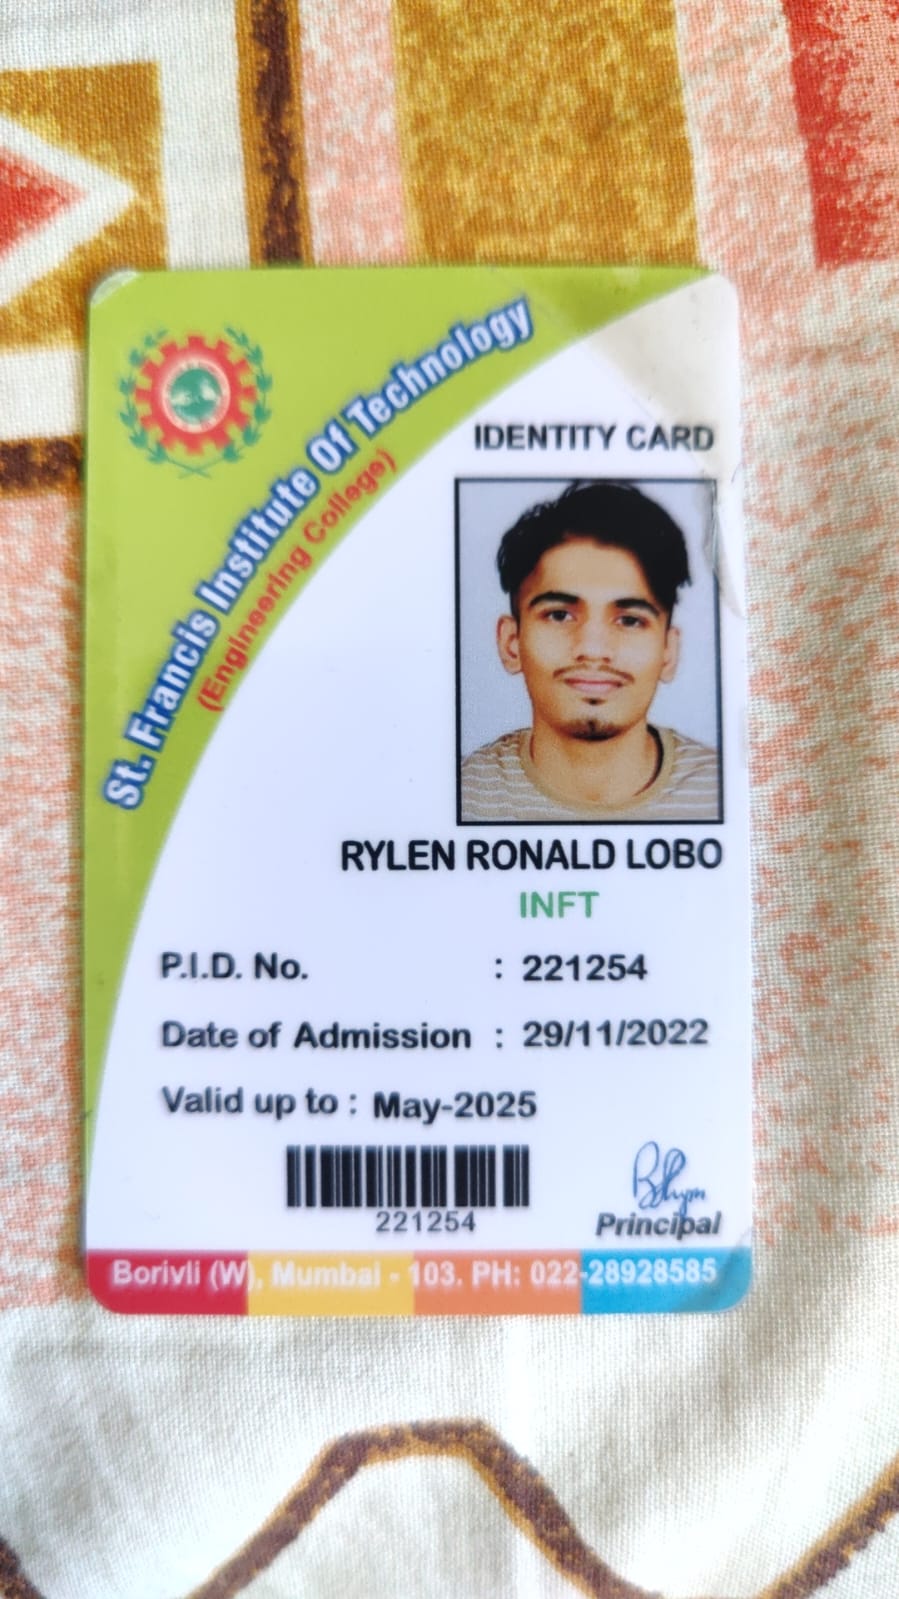 St. Francis Institute Of Technology
(Engineering College)
IDENTITY CARD
RYLEN RONALD LOBO
INFT
P.I.D. No. : 221254
Date of Admission : 29/11/2022
Valid up to : May-2025
221254
Principal
Borivli (W), Mumbai - 103. PH: 022-28928585